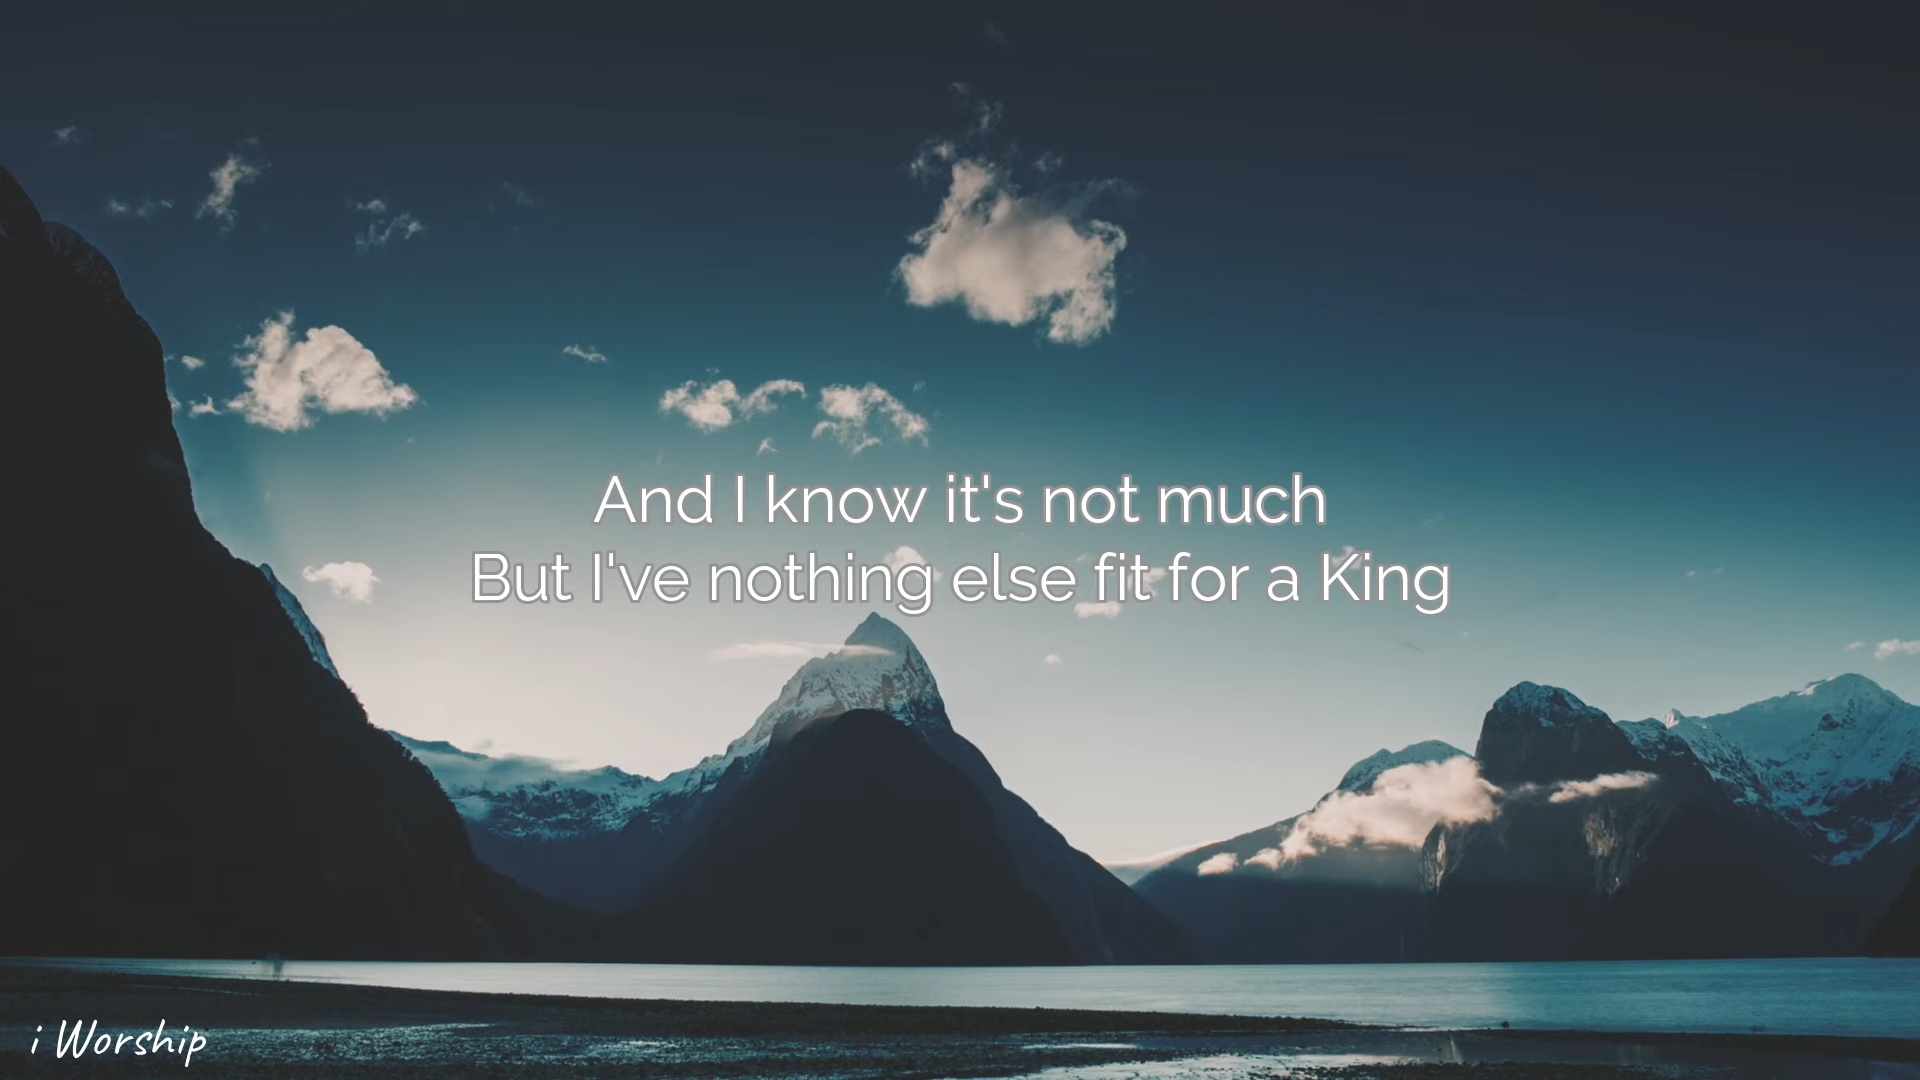 And I know it's not much
But I've nothing else fit for a King
i Worship